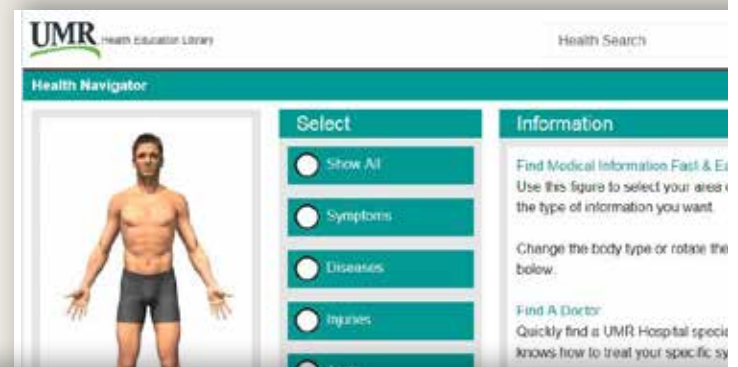 UMR Health Education Library
Health Search
Health Navigator
Select
Show All
Symptoms
Diseases
Injuries
Information
Find Medical Information Fast &
Use this figure to select your area
the type of information you want.
Change the body type or rotate the
below.
Find A Doctor
Quickly find a UMR Hospital
knows how to treat your specific